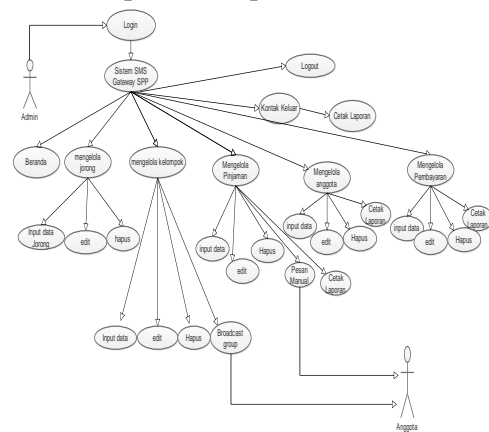 Login
Sistem SMS
Gateway SPP
Logout
Admin
Kontak Keluar
Cetak Laporan
Beranda
mengelola
jorong
mengelola kelompok
Mengelola
Pinjaman
Mengelola
anggota
Mengelola
Pembayaran
Input data
Jorong
edit
hapus
input data
edit
Hapus
Pesan
Manual
Cetak
Laporan
input data
edit
Hapus
Cetak
Laporan
input data
edit
Hapus
Cetak
Laporan
Input data
edit
Hapus
Broadcast
group
Anggota